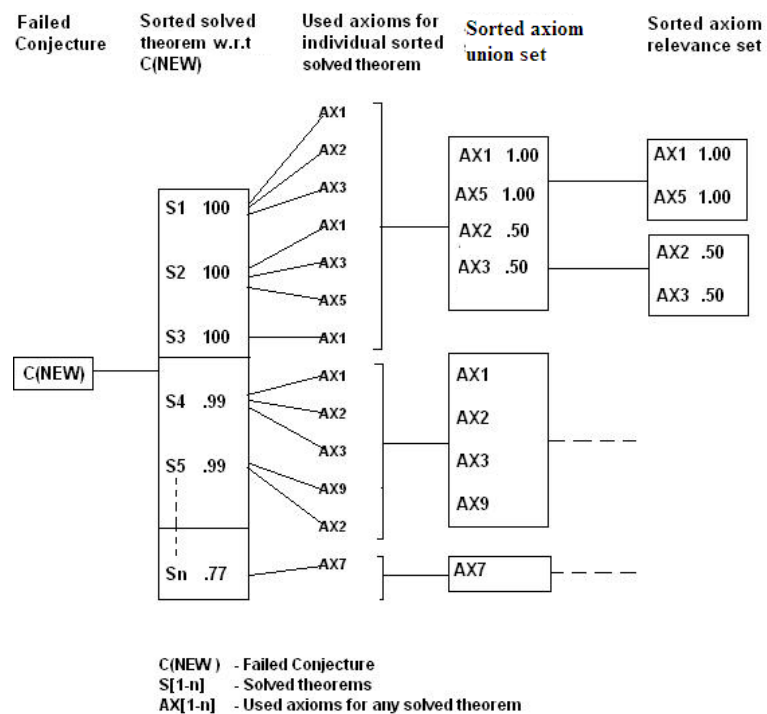 Failed
Conjecture
Sorted solved
theorem w.r.t
C(NEW)
Used axioms for
individual sorted
solved theorem
Sorted axiom
union set
Sorted axiom
relevance set
C(NEW)
S1 100
S2 100
S3 100
S4 .99
S5 .99
Sn .77
AX1
AX2
AX3
AX1
AX3
AX5
AX1
AX1
AX2
AX3
AX9
AX2
AX7
AX1 1.00
AX5 1.00
AX2 .50
AX3 .50
AX1
AX2
AX3
AX9
AX7
AX1 1.00
AX5 1.00
AX2 .50
AX3 .50
C(NEW ) - Failed Conjecture
S[1-n] - Solved theorems
AX[1-n] - Used axioms for any solved theorem